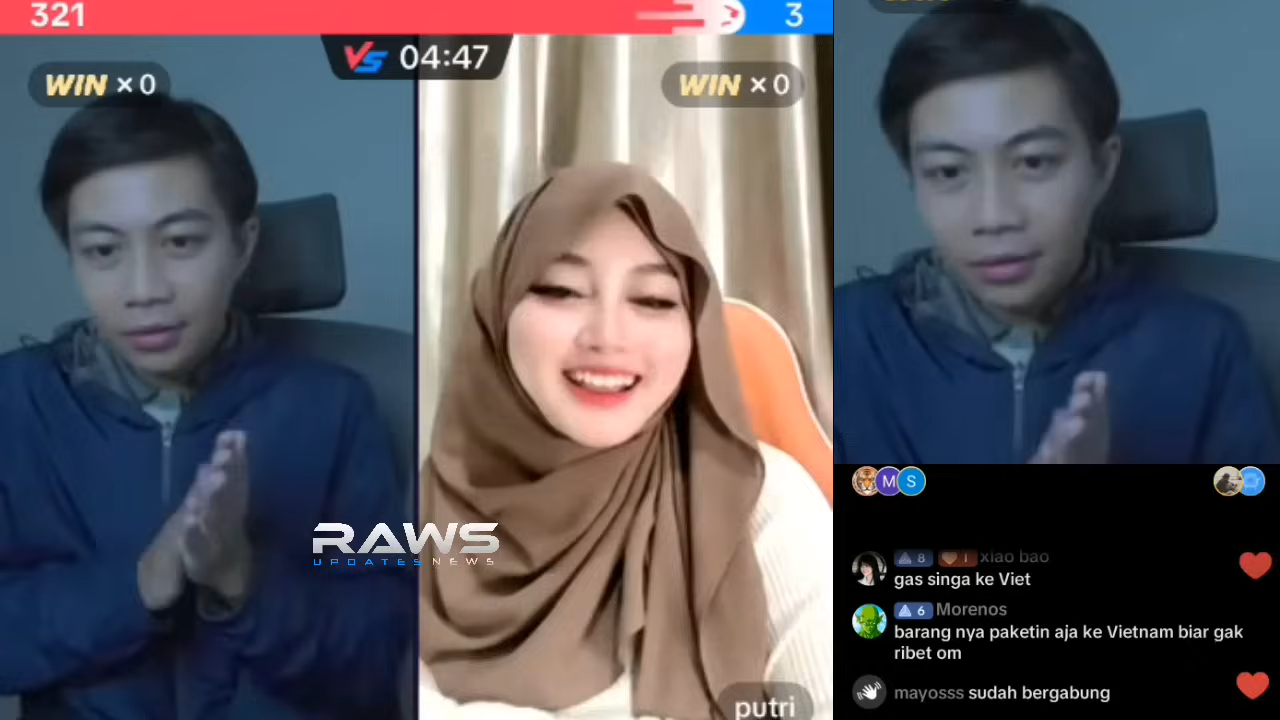 321
3
VS 04:47
WIN ×0
WIN ×0
RAWS
UPDATES NEWS
putri
M
S
8
1 xiao bao
gas singa ke Viet
6 Morenos
barang nya paketin aja ke Vietnam biar gak
ribet om
mayosss sudah bergabung